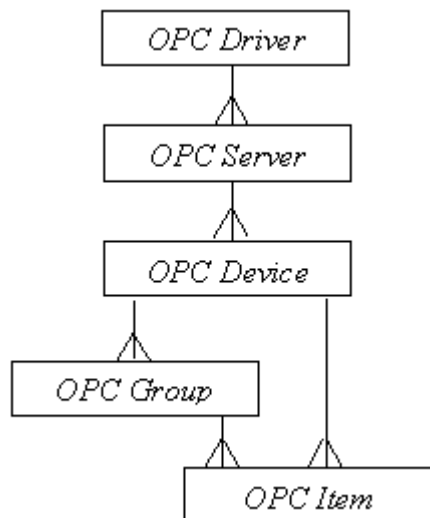 OPC Driver
OPC Server
OPC Device
OPC Group
OPC Item